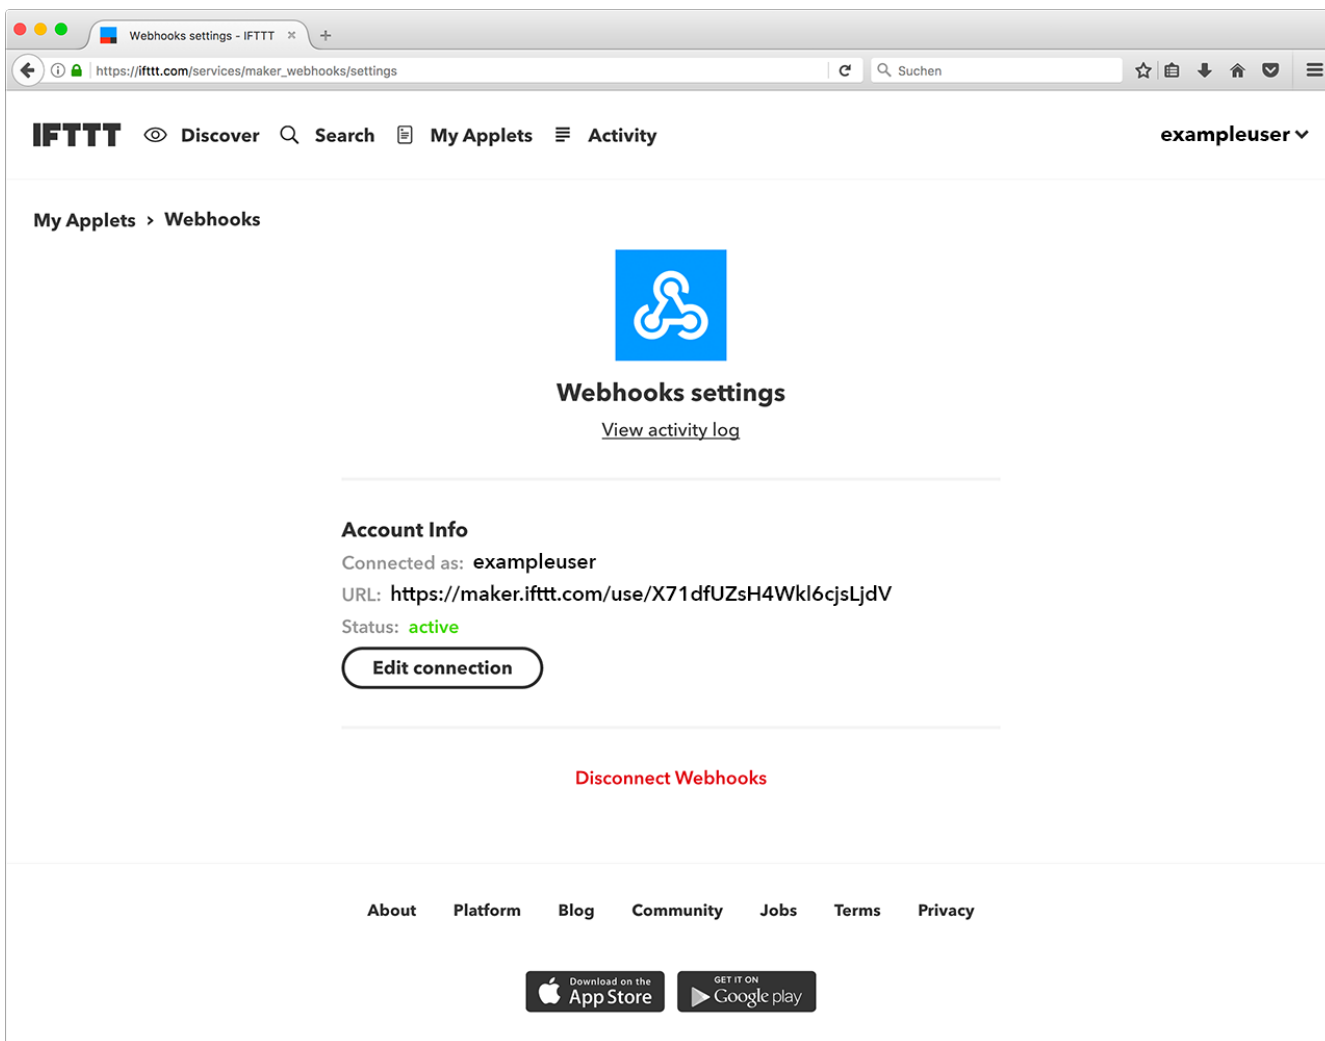 Webhooks settings - IFTTT
https://ifttt.com/services/maker_webhooks/settings
Suchen
IFTTT Discover Search My Applets Activity exampleuser
My Applets > Webhooks
Webhooks settings
View activity log
Account Info
Connected as: exampleuser
URL: https://maker.ifttt.com/use/X71dfUZsH4Wkl6cjsLjdV
Status: active
Edit connection
Disconnect Webhooks
About Platform Blog Community Jobs Terms Privacy
Download on the
App Store
GET IT ON
Google play